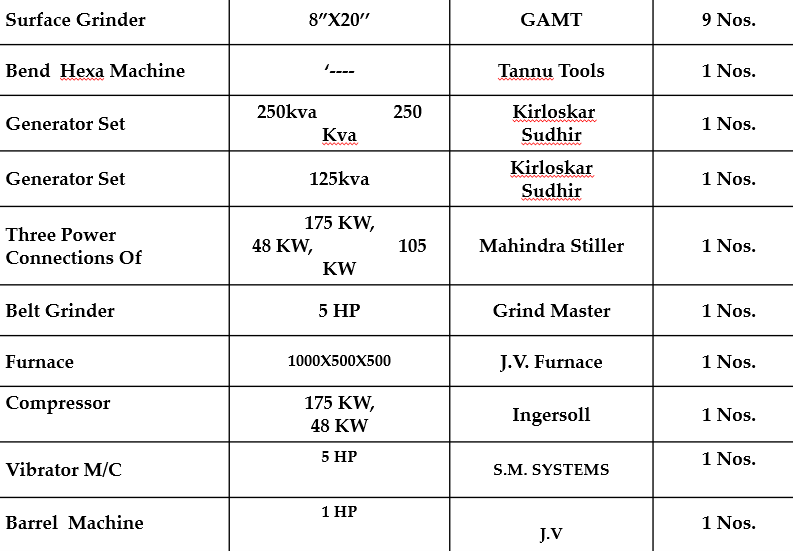 Surface Grinder 8”X20’’ GAMT 9 Nos.
Bend Hexa Machine ‘---- Tannu Tools 1 Nos.
Generator Set 250kva 250 Kva Kirloskar Sudhir 1 Nos.
Generator Set 125kva Kirloskar Sudhir 1 Nos.
Three Power Connections Of 175 KW, 48 KW, 105 KW Mahindra Stiller 1 Nos.
Belt Grinder 5 HP Grind Master 1 Nos.
Furnace 1000X500X500 J.V. Furnace 1 Nos.
Compressor 175 KW, 48 KW Ingersoll 1 Nos.
Vibrator M/C 5 HP S.M. SYSTEMS 1 Nos.
Barrel Machine 1 HP J.V 1 Nos.